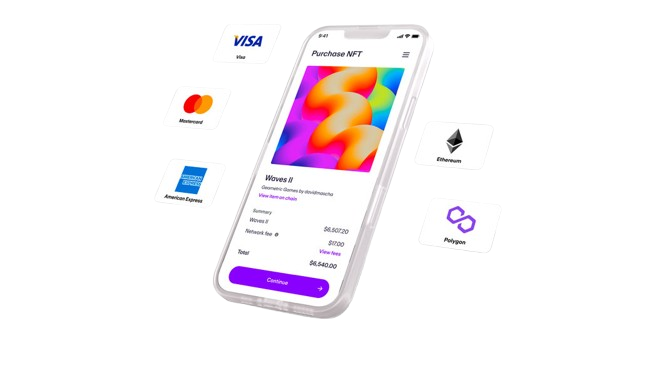 VISA
Visa
Mastercard
AMERICAN
EXPRESS
American Express
9:41
Purchase NFT
Waves II
Geometric Games by davidmascha
View item on chain
Summary
Waves II
$6,507.20
Network fee
$17.00
View fees
Total
$6,540.00
Continue
Ethereum
Polygon